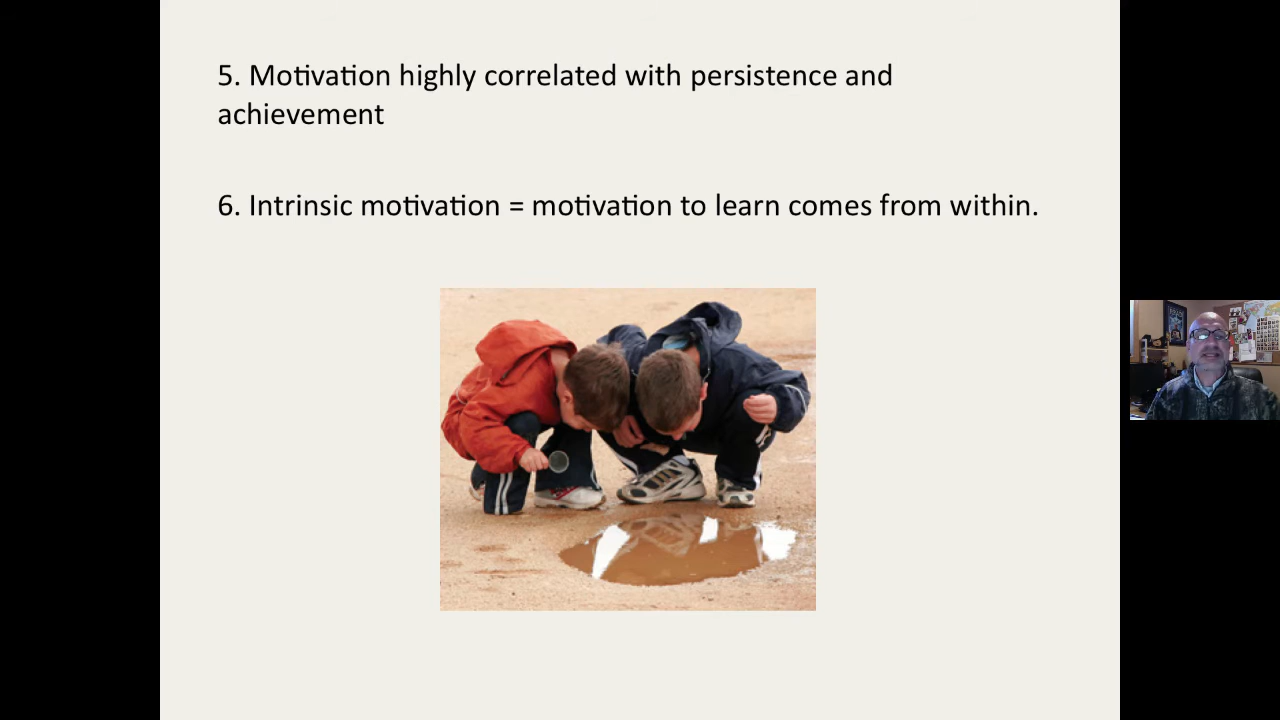 5. Motivation highly correlated with persistence and
achievement
6. Intrinsic motivation = motivation to learn comes from within.